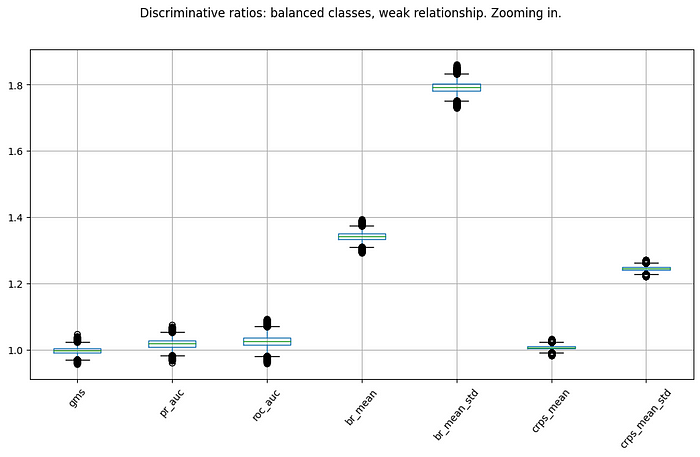 Discriminative ratios: balanced classes, weak relationship. Zooming in.
1.8
1.6
1.4
1.2
1.0
gms
pr_auc
roc_auc
br_mean
br_mean_std
crps_mean
crps_mean_std